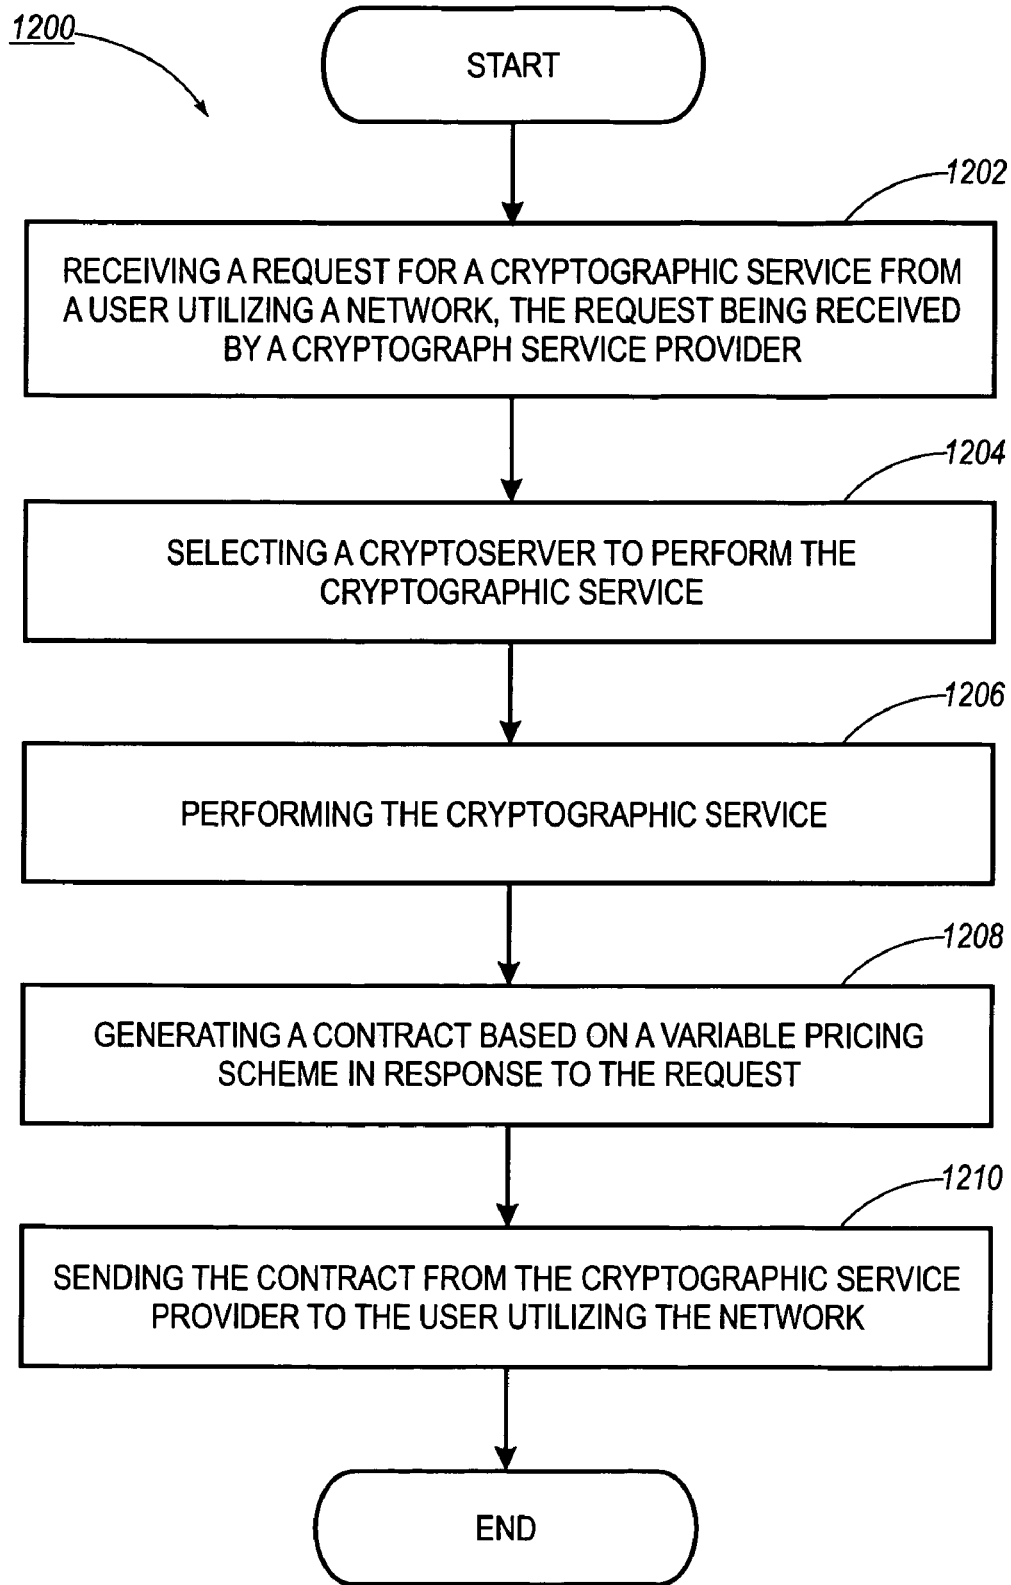 1200
START
1202
RECEIVING A REQUEST FOR A CRYPTOGRAPHIC SERVICE FROM
A USER UTILIZING A NETWORK, THE REQUEST BEING RECEIVED
BY A CRYPTOGRAPH SERVICE PROVIDER
1204
SELECTING A CRYPTOSERVER TO PERFORM THE
CRYPTOGRAPHIC SERVICE
1206
PERFORMING THE CRYPTOGRAPHIC SERVICE
1208
GENERATING A CONTRACT BASED ON A VARIABLE PRICING
SCHEME IN RESPONSE TO THE REQUEST
1210
SENDING THE CONTRACT FROM THE CRYPTOGRAPHIC SERVICE
PROVIDER TO THE USER UTILIZING THE NETWORK
END